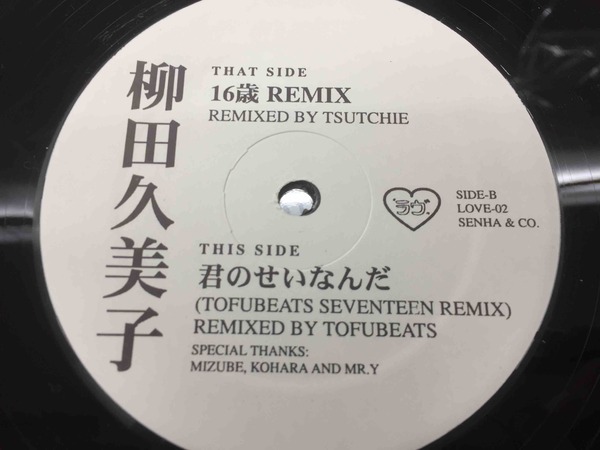 柳田久美子
THAT SIDE
16歳 REMIX
REMIXED BY TSUTCHIE
ラヴ.
SIDE-B
LOVE-02
SENHA & CO.
THIS SIDE
君のせいなんだ
(TOFUBEATS SEVENTEEN REMIX)
REMIXED BY TOFUBEATS
SPECIAL THANKS:
MIZUBE, KOHARA AND MR.Y